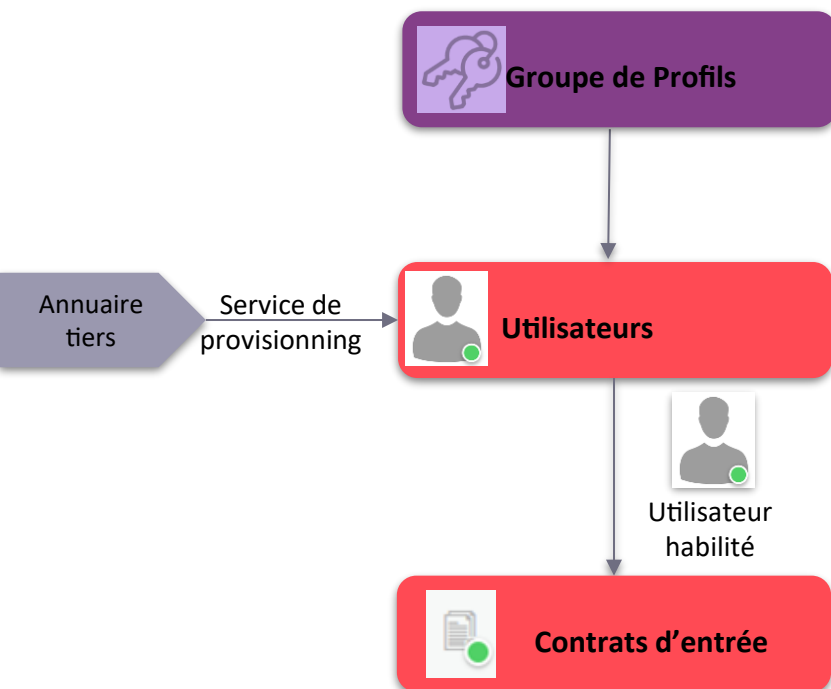 Groupe de Profils
Annuaire
tiers
Service de
provisionning
Utilisateurs
Utilisateur
habilité
Contrats d’entrée